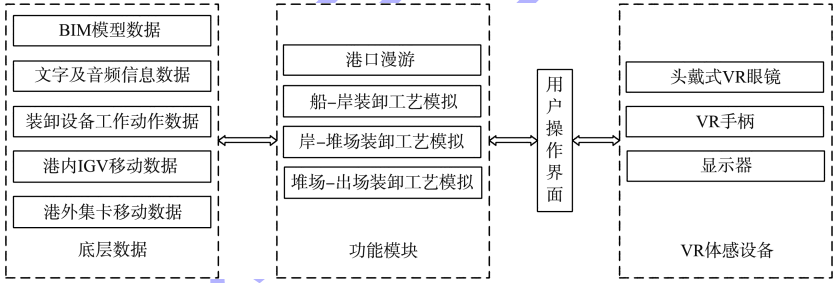 BIM模型数据
文字及音频信息数据
装卸设备工作动作数据
港内IGV移动数据
港外集卡移动数据
底层数据
港口漫游
船-岸装卸工艺模拟
岸-堆场装卸工艺模拟
堆场-出场装卸工艺模拟
功能模块
用户操作界面
头戴式VR眼镜
VR手柄
显示器
VR体感设备